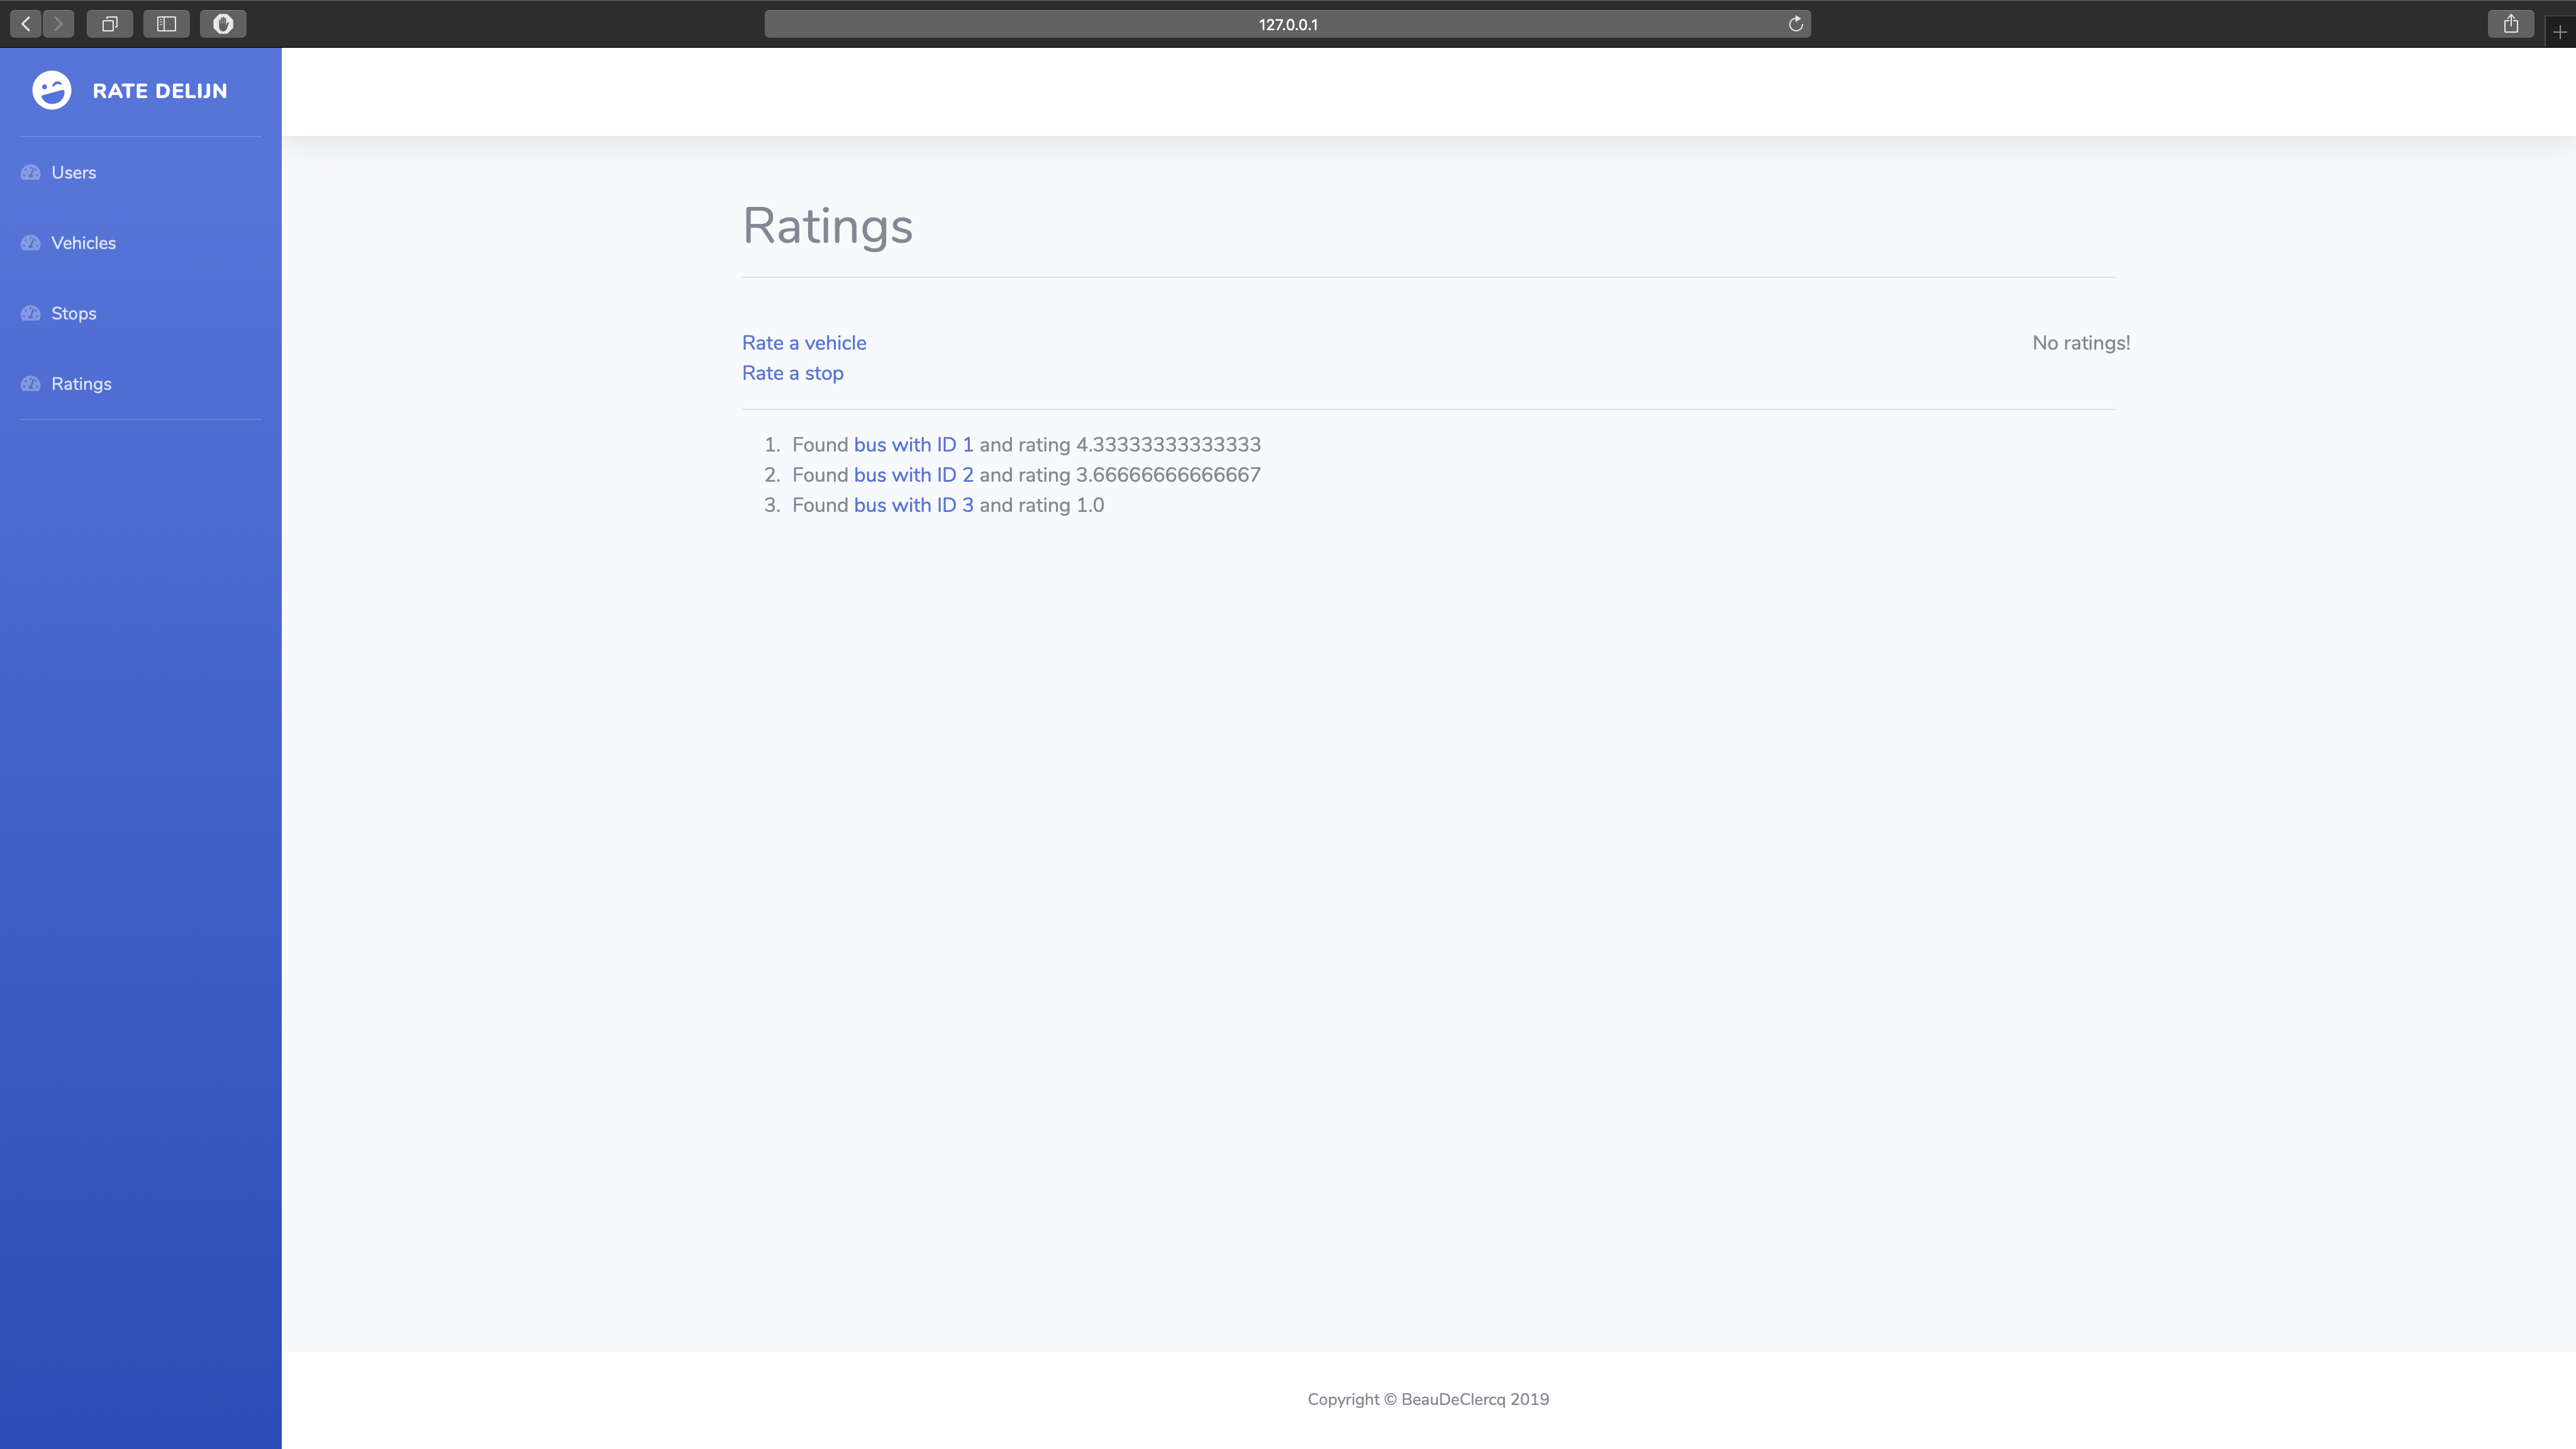 127.0.0.1
RATE DELIJN
Users
Vehicles
Stops
Ratings
Ratings
Rate a vehicle
No ratings!
Rate a stop
1. Found bus with ID 1 and rating 4.33333333333333
2. Found bus with ID 2 and rating 3.66666666666667
3. Found bus with ID 3 and rating 1.0
Copyright © BeauDeClercq 2019